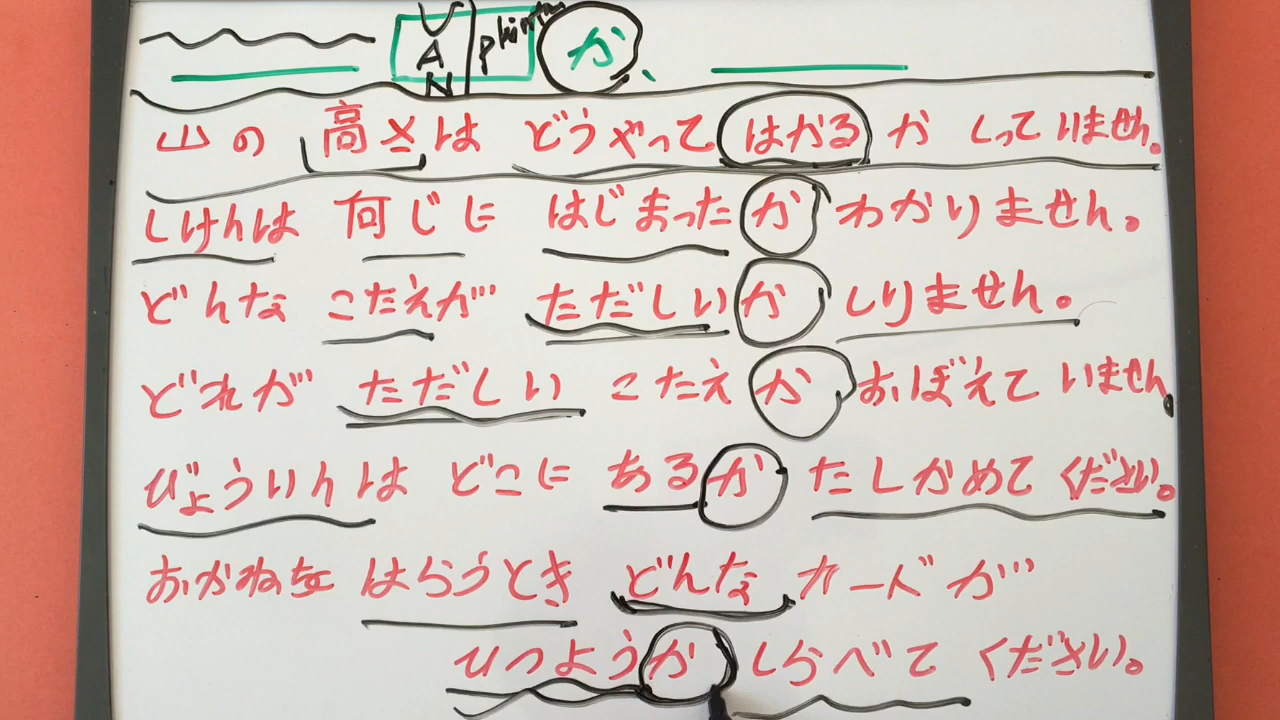 VAN plain form か
山の高さはどうやってはかるかしっていません。
しけんは何じにはじまったかわかりません。
どんなこたえがただしいかしりません。
どれがただしいこたえかおぼえていません。
びょういんはどこにあるかたしかめてください。
おかねをはらうときどんなカードが
ひつようかしらべてください。